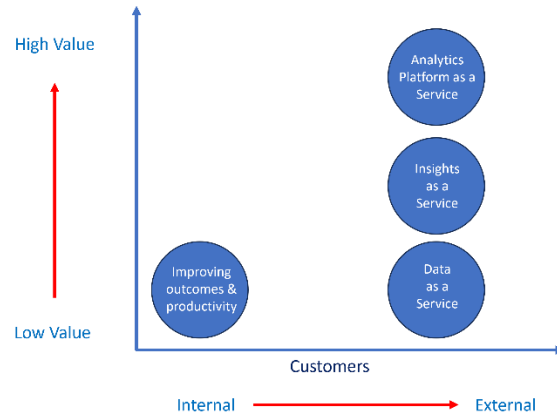 High Value
Analytics
Platform as a
Service
Insights
as a
Service
Improving
outcomes &
productivity
Data
as a
Service
Low Value
Customers
Internal
External